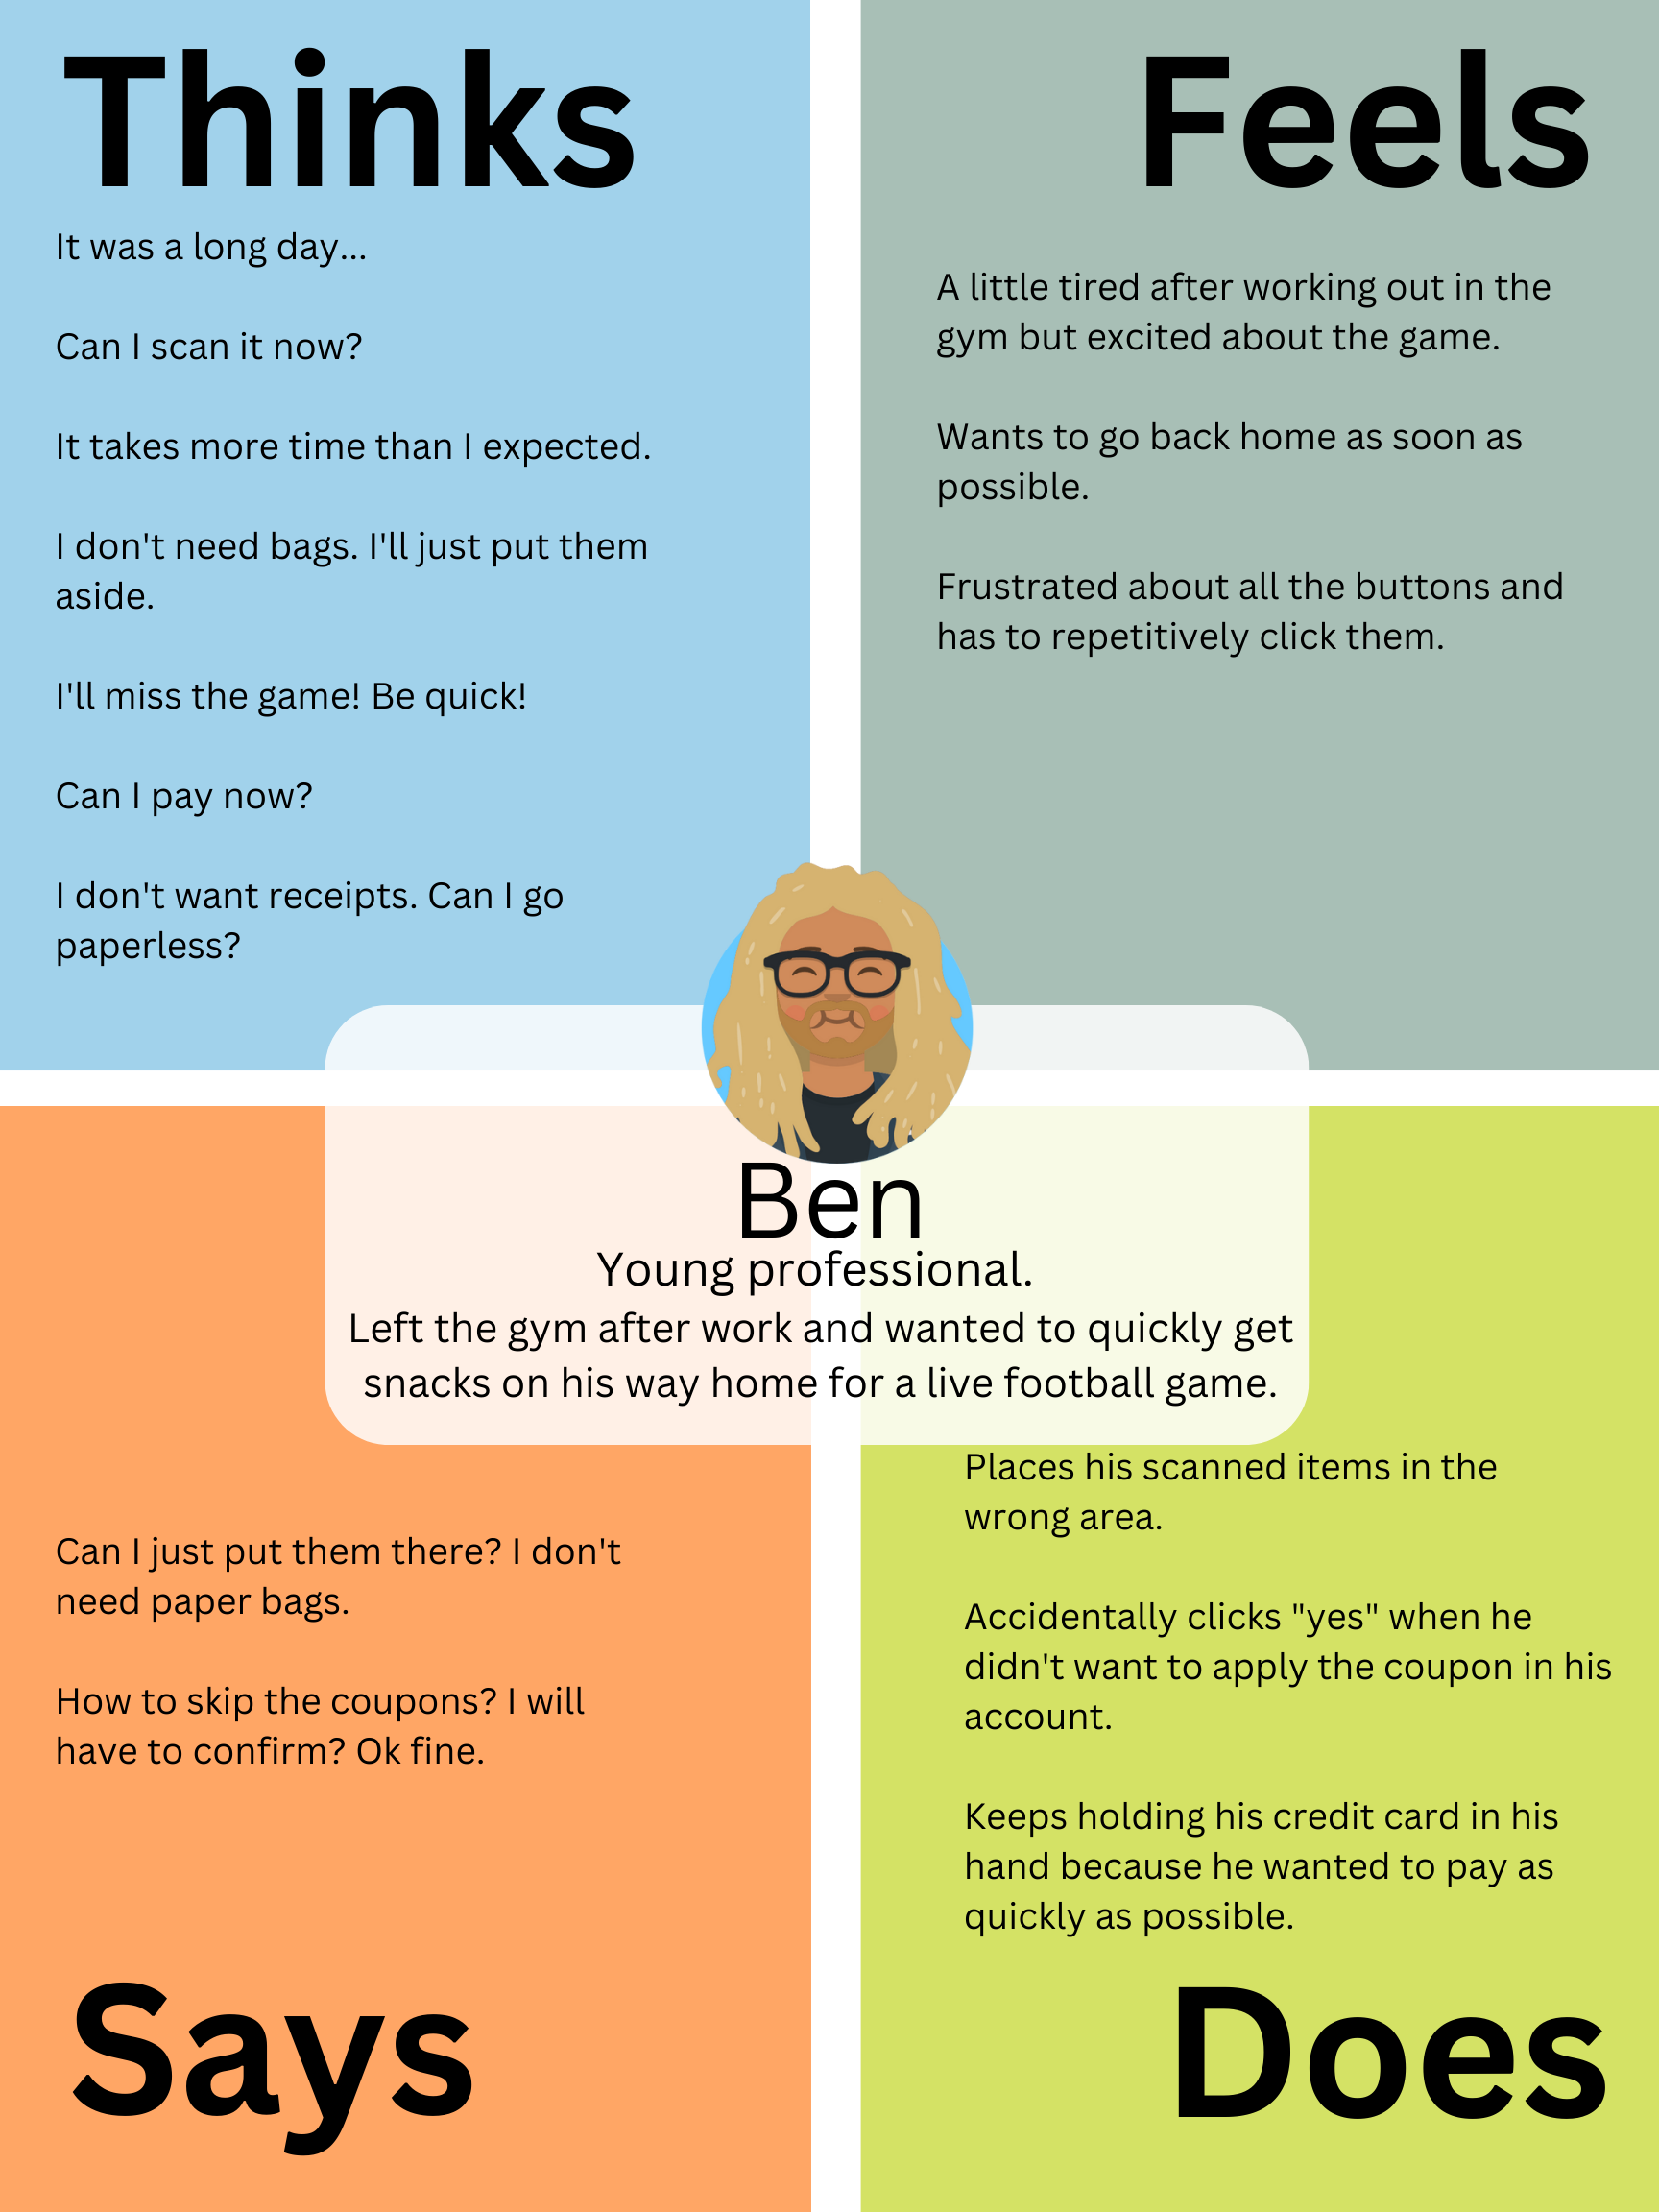 Thinks
It was a long day...
Can I scan it now?
It takes more time than I expected.
I don't need bags. I'll just put them
aside.
I'll miss the game! Be quick!
Can I pay now?
I don't want receipts. Can I go
paperless?
Feels
A little tired after working out in the
gym but excited about the game.
Wants to go back home as soon as
possible.
Frustrated about all the buttons and
has to repetitively click them.
Ben
Young professional.
Left the gym after work and wanted to quickly get
snacks on his way home for a live football game.
Can I just put them there? I don't
need paper bags.
How to skip the coupons? I will
have to confirm? Ok fine.
Says
Places his scanned items in the
wrong area.
Accidentally clicks "yes" when he
didn't want to apply the coupon in his
account.
Keeps holding his credit card in his
hand because he wanted to pay as
quickly as possible.
Does